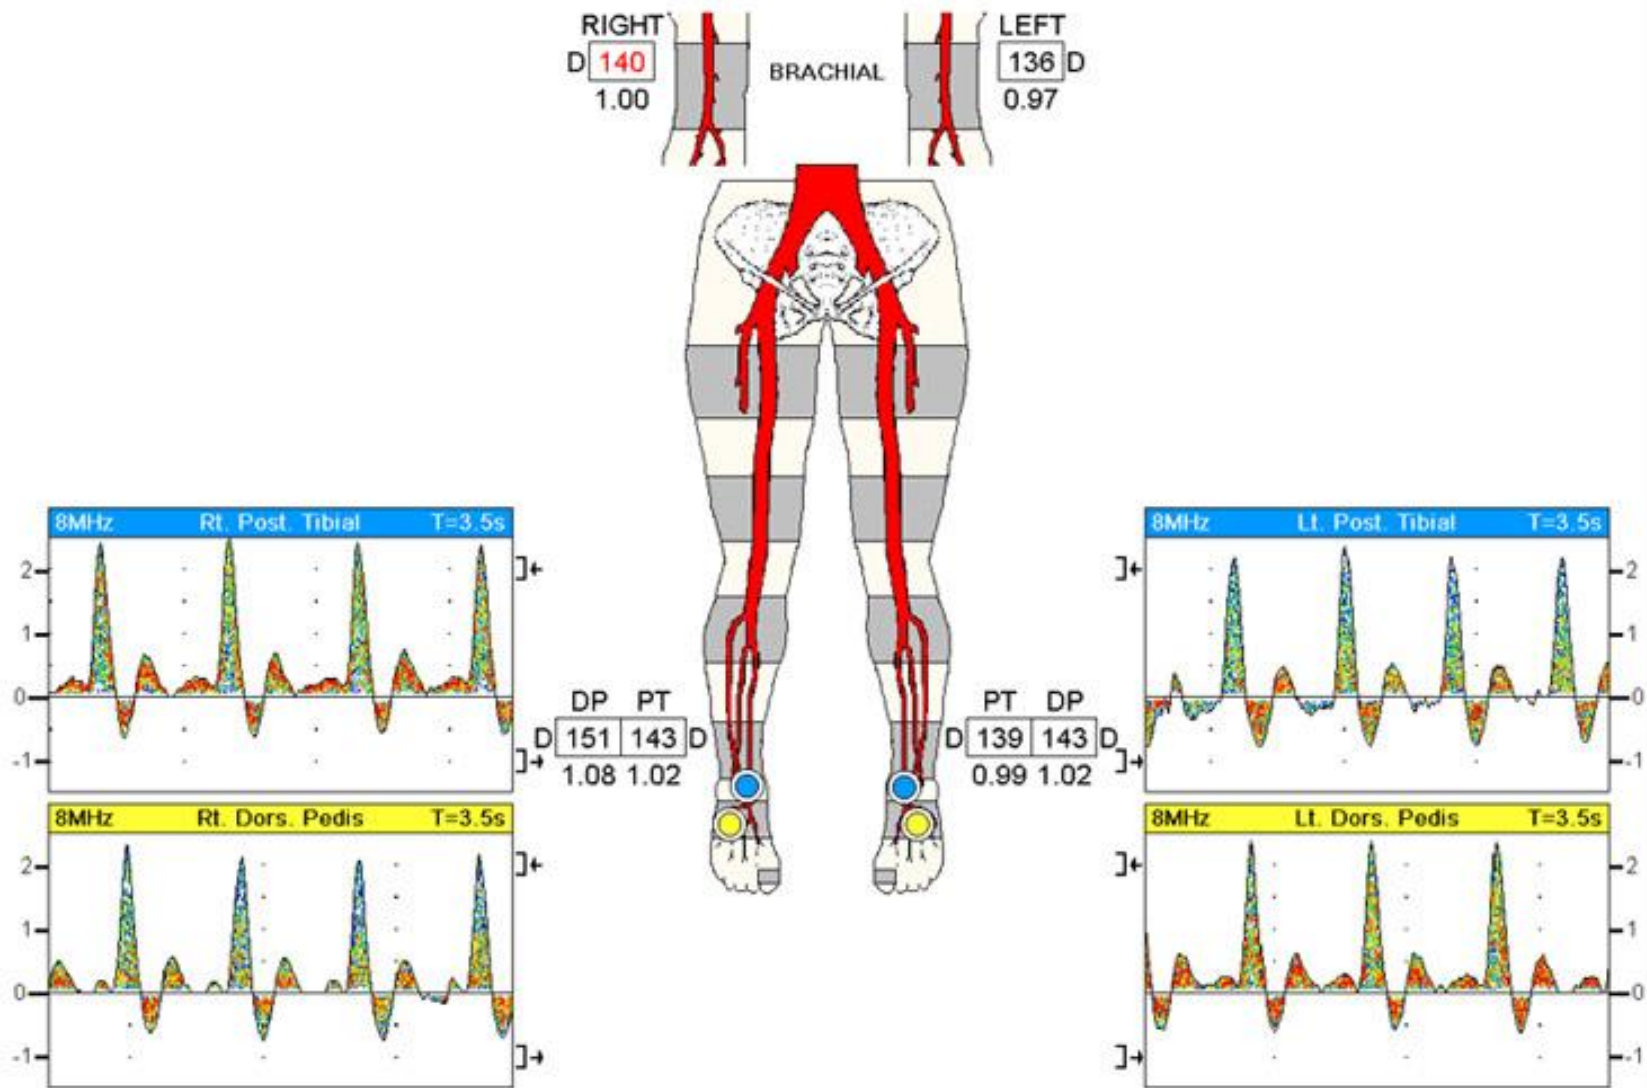 RIGHT
D 140
1.00
BRACHIAL
LEFT
136 D
0.97
8MHz Rt. Post. Tibial T=3.5s
2
1
0
-1
8MHz Lt. Post. Tibial T=3.5s
2
1
0
-1
DP PT
D 151 143 D
1.08 1.02
PT DP
D 139 143 D
0.99 1.02
8MHz Rt. Dors. Pedis T=3.5s
2
1
0
-1
8MHz Lt. Dors. Pedis T=3.5s
2
1
0
-1